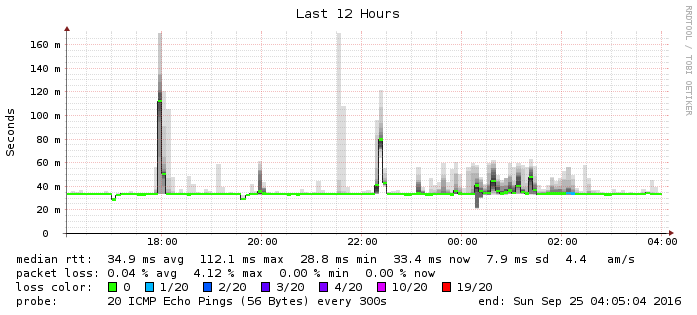 Last 12 Hours
RRDTOOL / TOBI OETIKER
Seconds
160 m
140 m
120 m
100 m
80 m
60 m
40 m
20 m
0
18:00 20:00 22:00 00:00 02:00 04:00
median rtt: 34.9 ms avg 112.1 ms max 28.8 ms min 33.4 ms now 7.9 ms sd 4.4 am/s
packet loss: 0.04 % avg 4.12 % max 0.00 % min 0.00 % now
loss color: 0 1/20 2/20 3/20 4/20 10/20 19/20
probe: 20 ICMP Echo Pings (56 Bytes) every 300s end: Sun Sep 25 04:05:04 2016